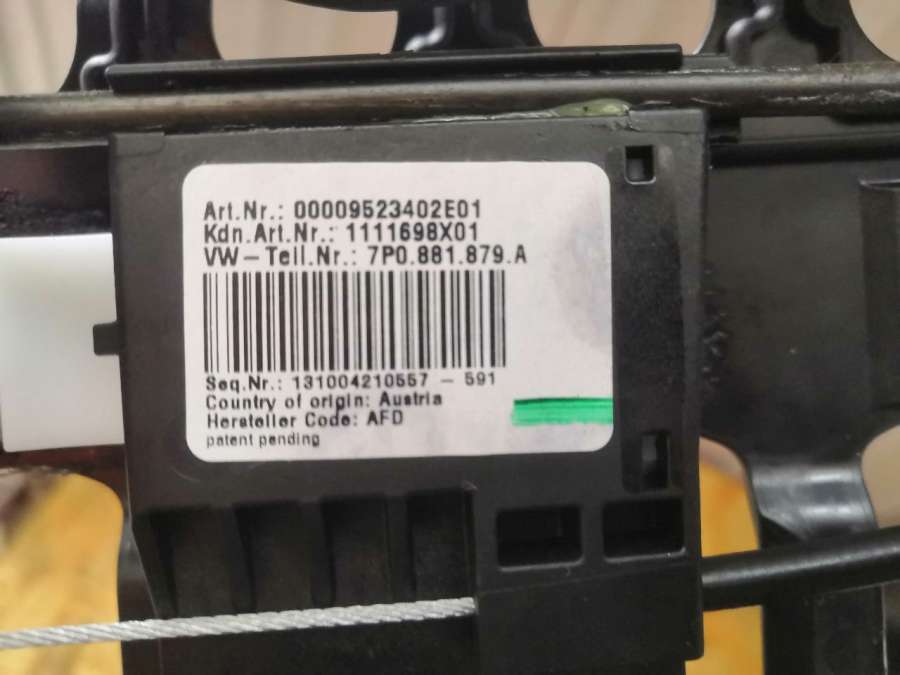 Art.Nr.: 00009523402E01
Kdn.Art.Nr.: 1111698X01
VW-Teil.Nr.: 7P0.881.879.A
Seq.Nr.: 131004210557 - 591
Country of origin: Austria
Hersteller Code: AFD
patent pending